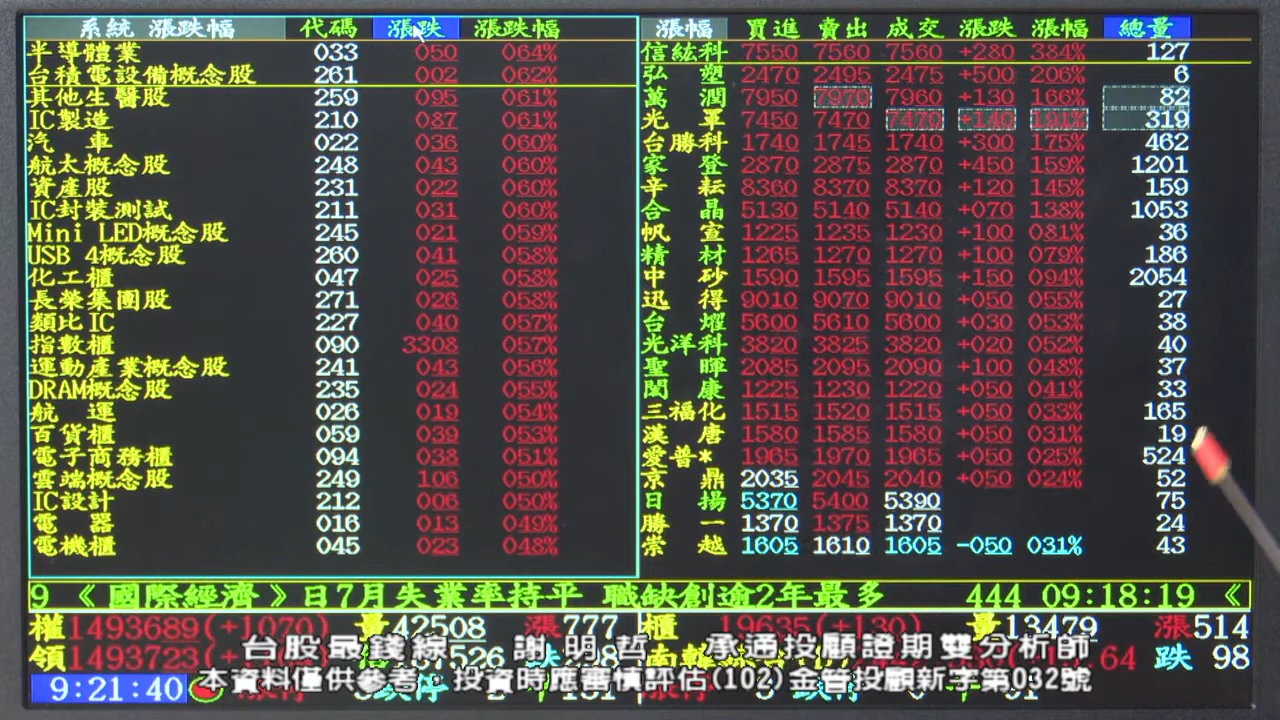 系統 漲跌幅 代碼 漲跌 漲跌幅
半導體業 033 050 064%
台積電設備概念股 261 002 062%
其他生醫股 259 095 061%
IC製造 210 087 061%
汽 車 022 036 060%
航太概念股 248 043 060%
資產股 231 022 060%
IC封裝測試 211 031 060%
Mini LED概念股 245 021 059%
USB 4概念股 260 041 058%
化工櫃 047 025 058%
長榮集團股 271 026 058%
類比IC 227 040 057%
指數櫃 090 3308 057%
運動產業概念股 241 043 056%
DRAM概念股 235 024 055%
航 運 026 019 054%
百貨櫃 059 039 053%
電子商務櫃 094 038 051%
雲端概念股 249 106 050%
IC設計 212 006 050%
電 器 016 013 049%
電機櫃 045 023 048%
漲幅 買進 賣出 成交 漲跌 漲幅 總量
信紘科 7550 7560 7560 +280 384% 127
弘 塑 2470 2495 2475 +500 206% 6
萬 潤 7950 7970 7960 +130 166% 82
光 罩 7450 7470 7470 +140 191% 319
台勝科 1740 1745 1740 +300 175% 462
家 登 2870 2875 2870 +450 159% 1201
辛 耘 8360 8370 8370 +120 145% 159
合 晶 5130 5140 5140 +070 138% 1053
帆 宣 1225 1235 1230 +100 081% 36
精 材 1265 1270 1270 +100 079% 186
中 砂 1590 1595 1595 +150 094% 2054
迅 得 9010 9070 9010 +050 055% 27
台 燿 5600 5610 5600 +030 053% 38
光洋科 3820 3825 3820 +020 052% 40
聖 暉 2085 2095 2090 +100 048% 37
閎 康 1225 1230 1220 +050 041% 33
三福化 1515 1520 1515 +050 033% 165
漢 唐 1580 1585 1580 +050 031% 19
愛普* 1965 1970 1965 +050 025% 524
京 鼎 2035 2045 2040 +050 024% 52
日 揚 5370 5400 5390 75
勝 一 1370 1375 1370 24
崇 越 1605 1610 1605 -050 031% 43
9 《國際經濟》日7月失業率持平 職缺創逾2年最多 444 09:18:19 《
權1493689(+1070) 量42508 漲777 櫃 19635(+130) 量13479 漲514
領1493723 跌 64 跌 98
台股最錢線 謝明哲 承通投顧證期雙分析師
9:21:40
本資料僅供參考，投資時應審慎評估(102)金管投顧新字第032號